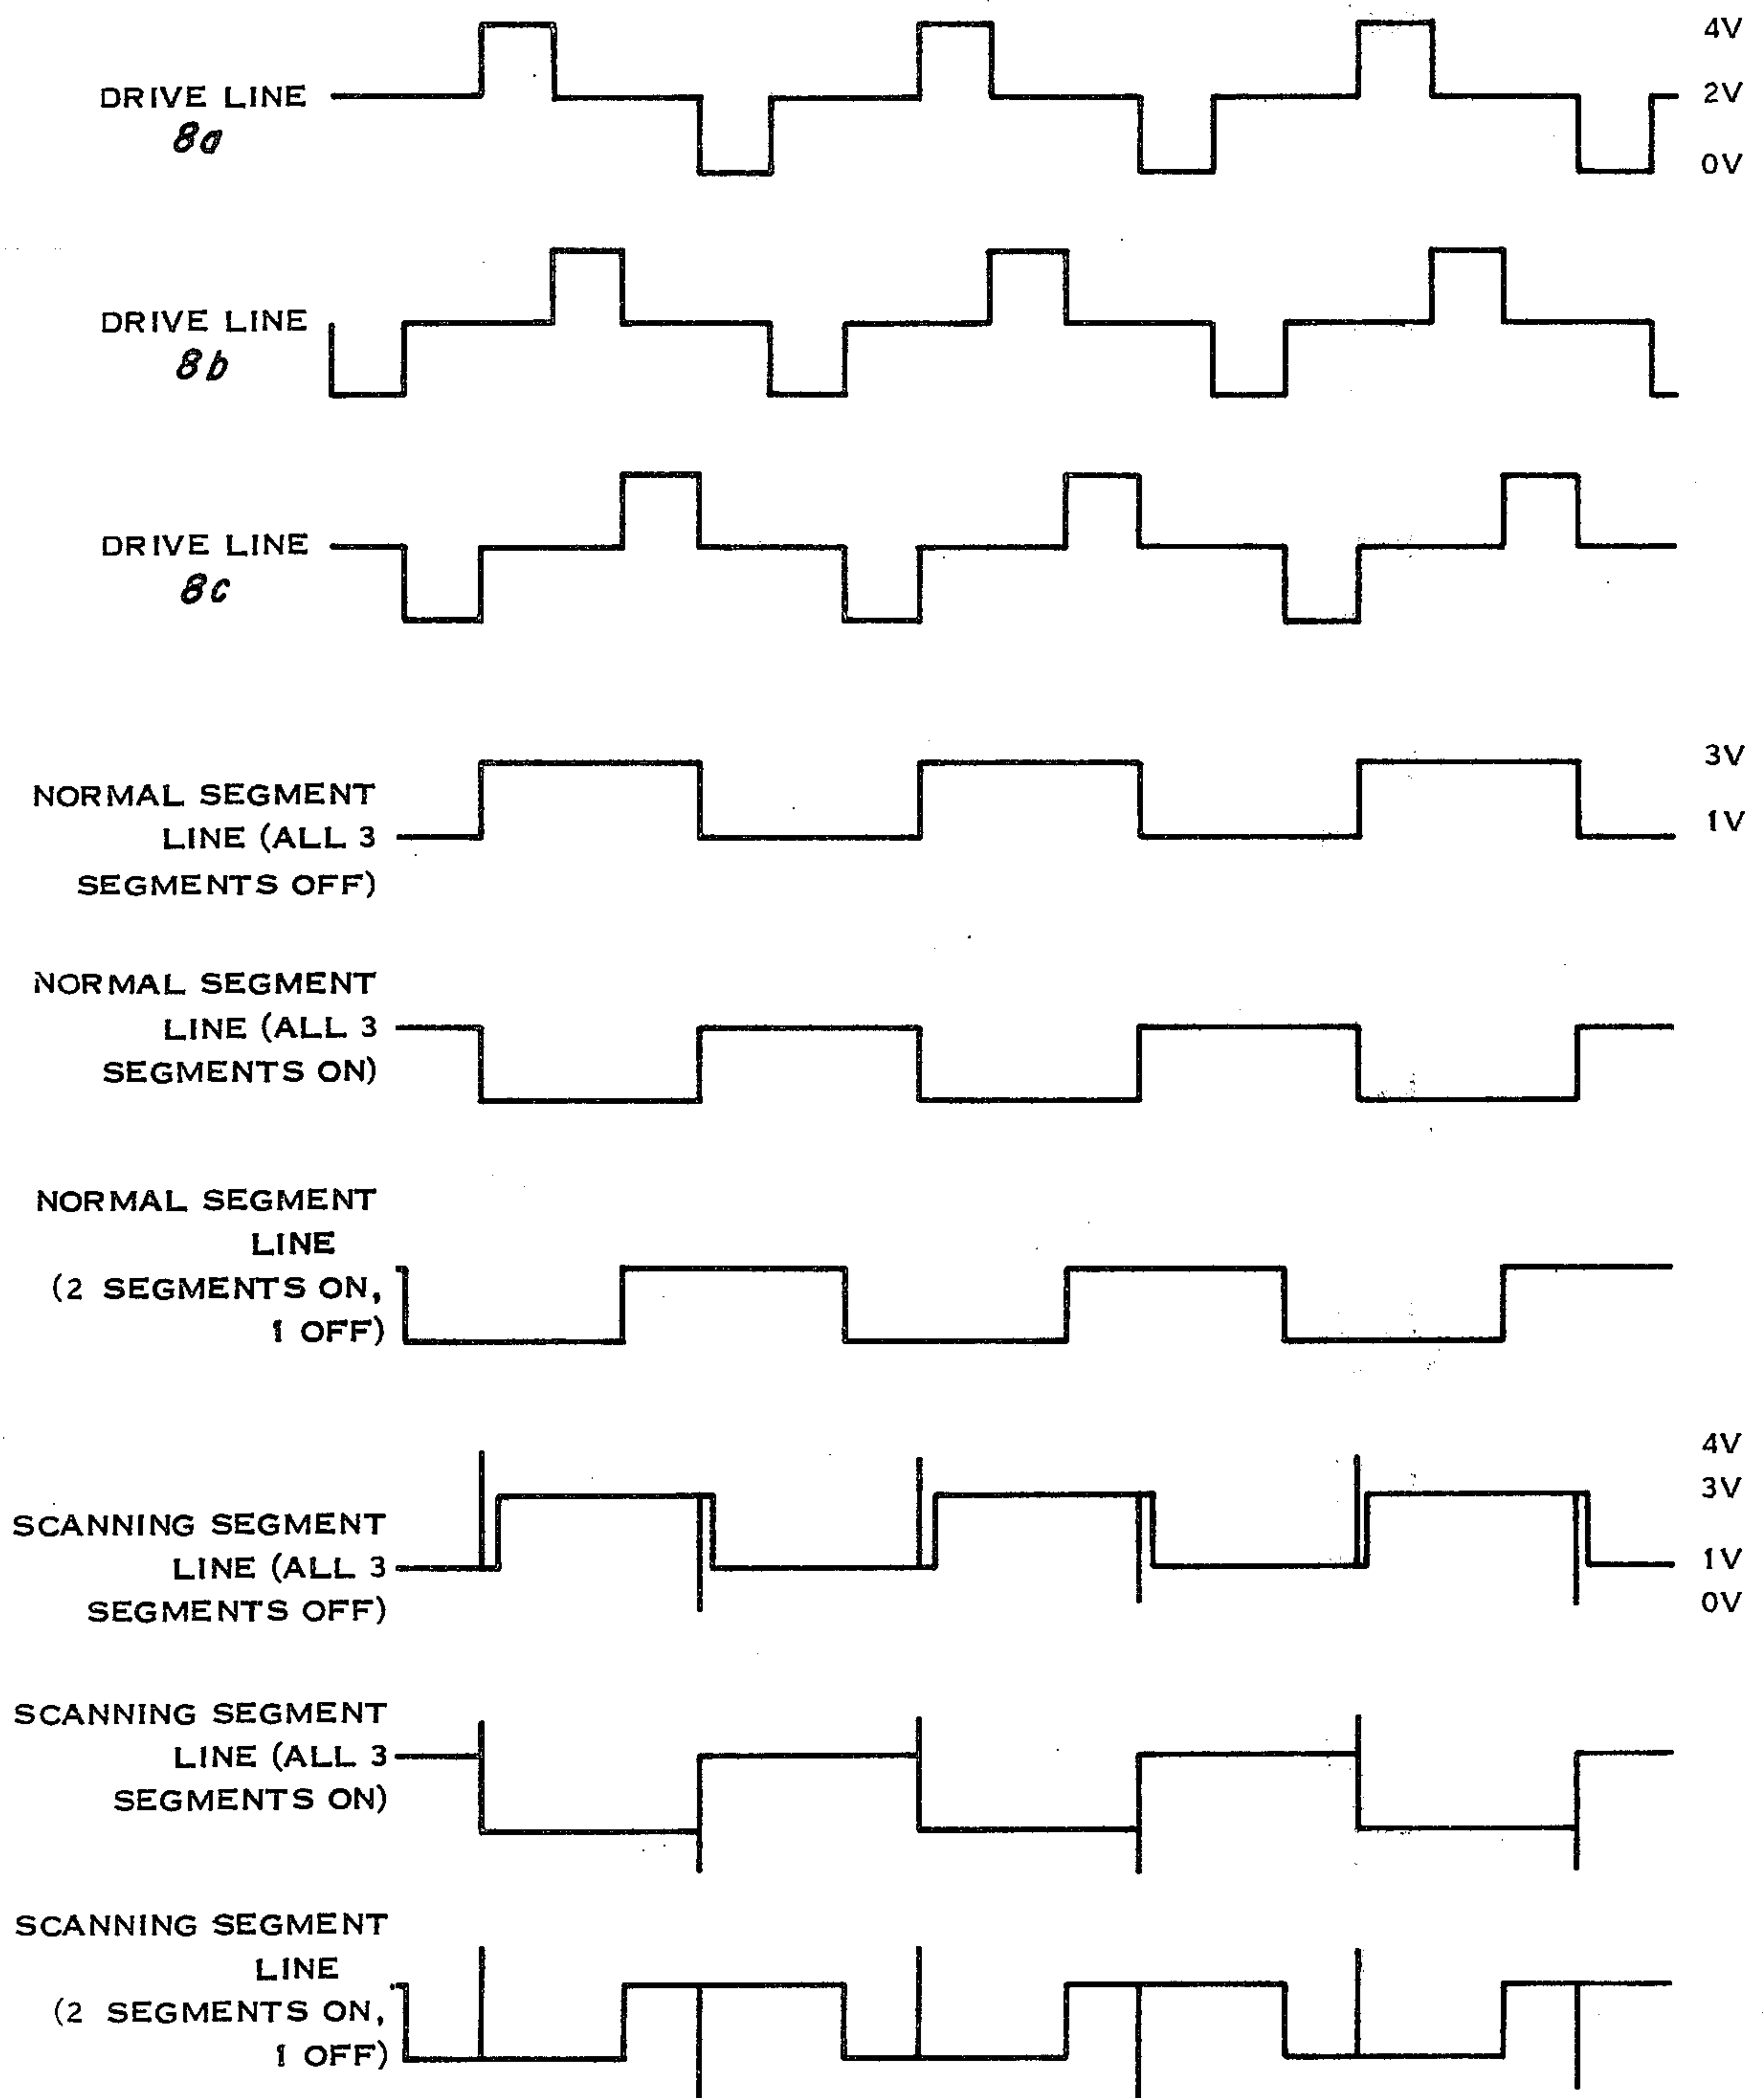 4V
DRIVE LINE
2V
8a
0V
DRIVE LINE
8b
DRIVE LINE
8c
3V
NORMAL SEGMENT
LINE (ALL 3
1V
SEGMENTS OFF)
NORMAL SEGMENT
LINE (ALL 3
SEGMENTS ON)
NORMAL SEGMENT
LINE
(2 SEGMENTS ON,
1 OFF)
4V
3V
SCANNING SEGMENT
LINE (ALL 3
1V
SEGMENTS OFF)
0V
SCANNING SEGMENT
LINE (ALL 3
SEGMENTS ON)
SCANNING SEGMENT
LINE
(2 SEGMENTS ON,
1 OFF)